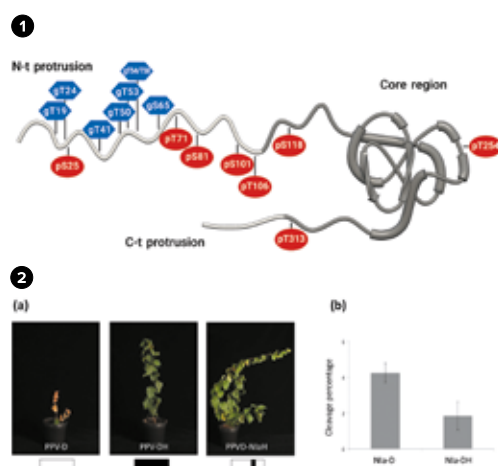 1
N-t protrusion
gT24
gT19
gT41
gT50
gT53
gS65
pS25
pT71
pS81
pS101
pT106
pS118
Core region
pT254
C-t protrusion
pT313
2
(a)
(b)
PPV-D
PPV-DH
PPVD-NIaH
Cleavage percentage
NIa-D
NIa-DH